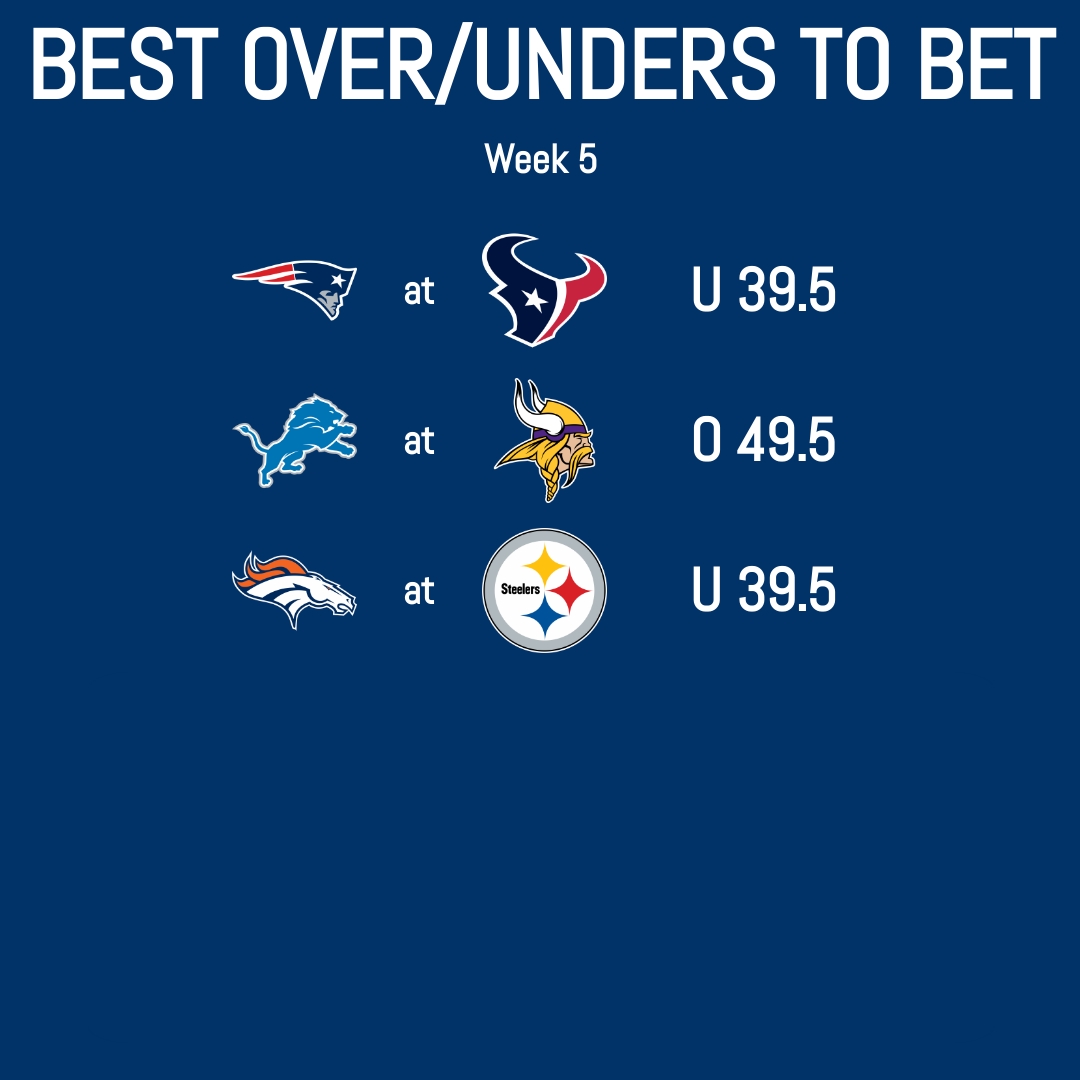 BEST OVER/UNDERS TO BET
Week 5
at U 39.5
at O 49.5
at Steelers U 39.5